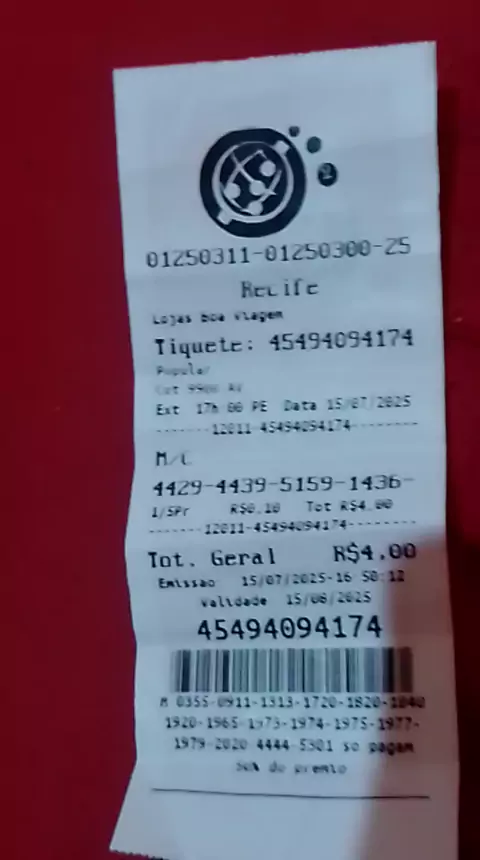 2
01250311-01250300-25
Recife
Lojas boa viagem
Tiquete: 45494094174
Popular
Ext 17h 00 PE Data 15/07/2025
--------12011-45494094174--------
M/C
4429-4439-5159-1436-
1/5Pr R$0.10 Tot R$4.00
-------12011-45494094174--------
Tot. Geral R$4.00
Emissao 15/07/2025-16 50:12
Validade 15/08/2025
45494094174
M 0355-0911-1313-1720-1820-1840
1920-1965-1973-1974-1975-1977-
1979-2020 4444-5301 so pagam
do premio